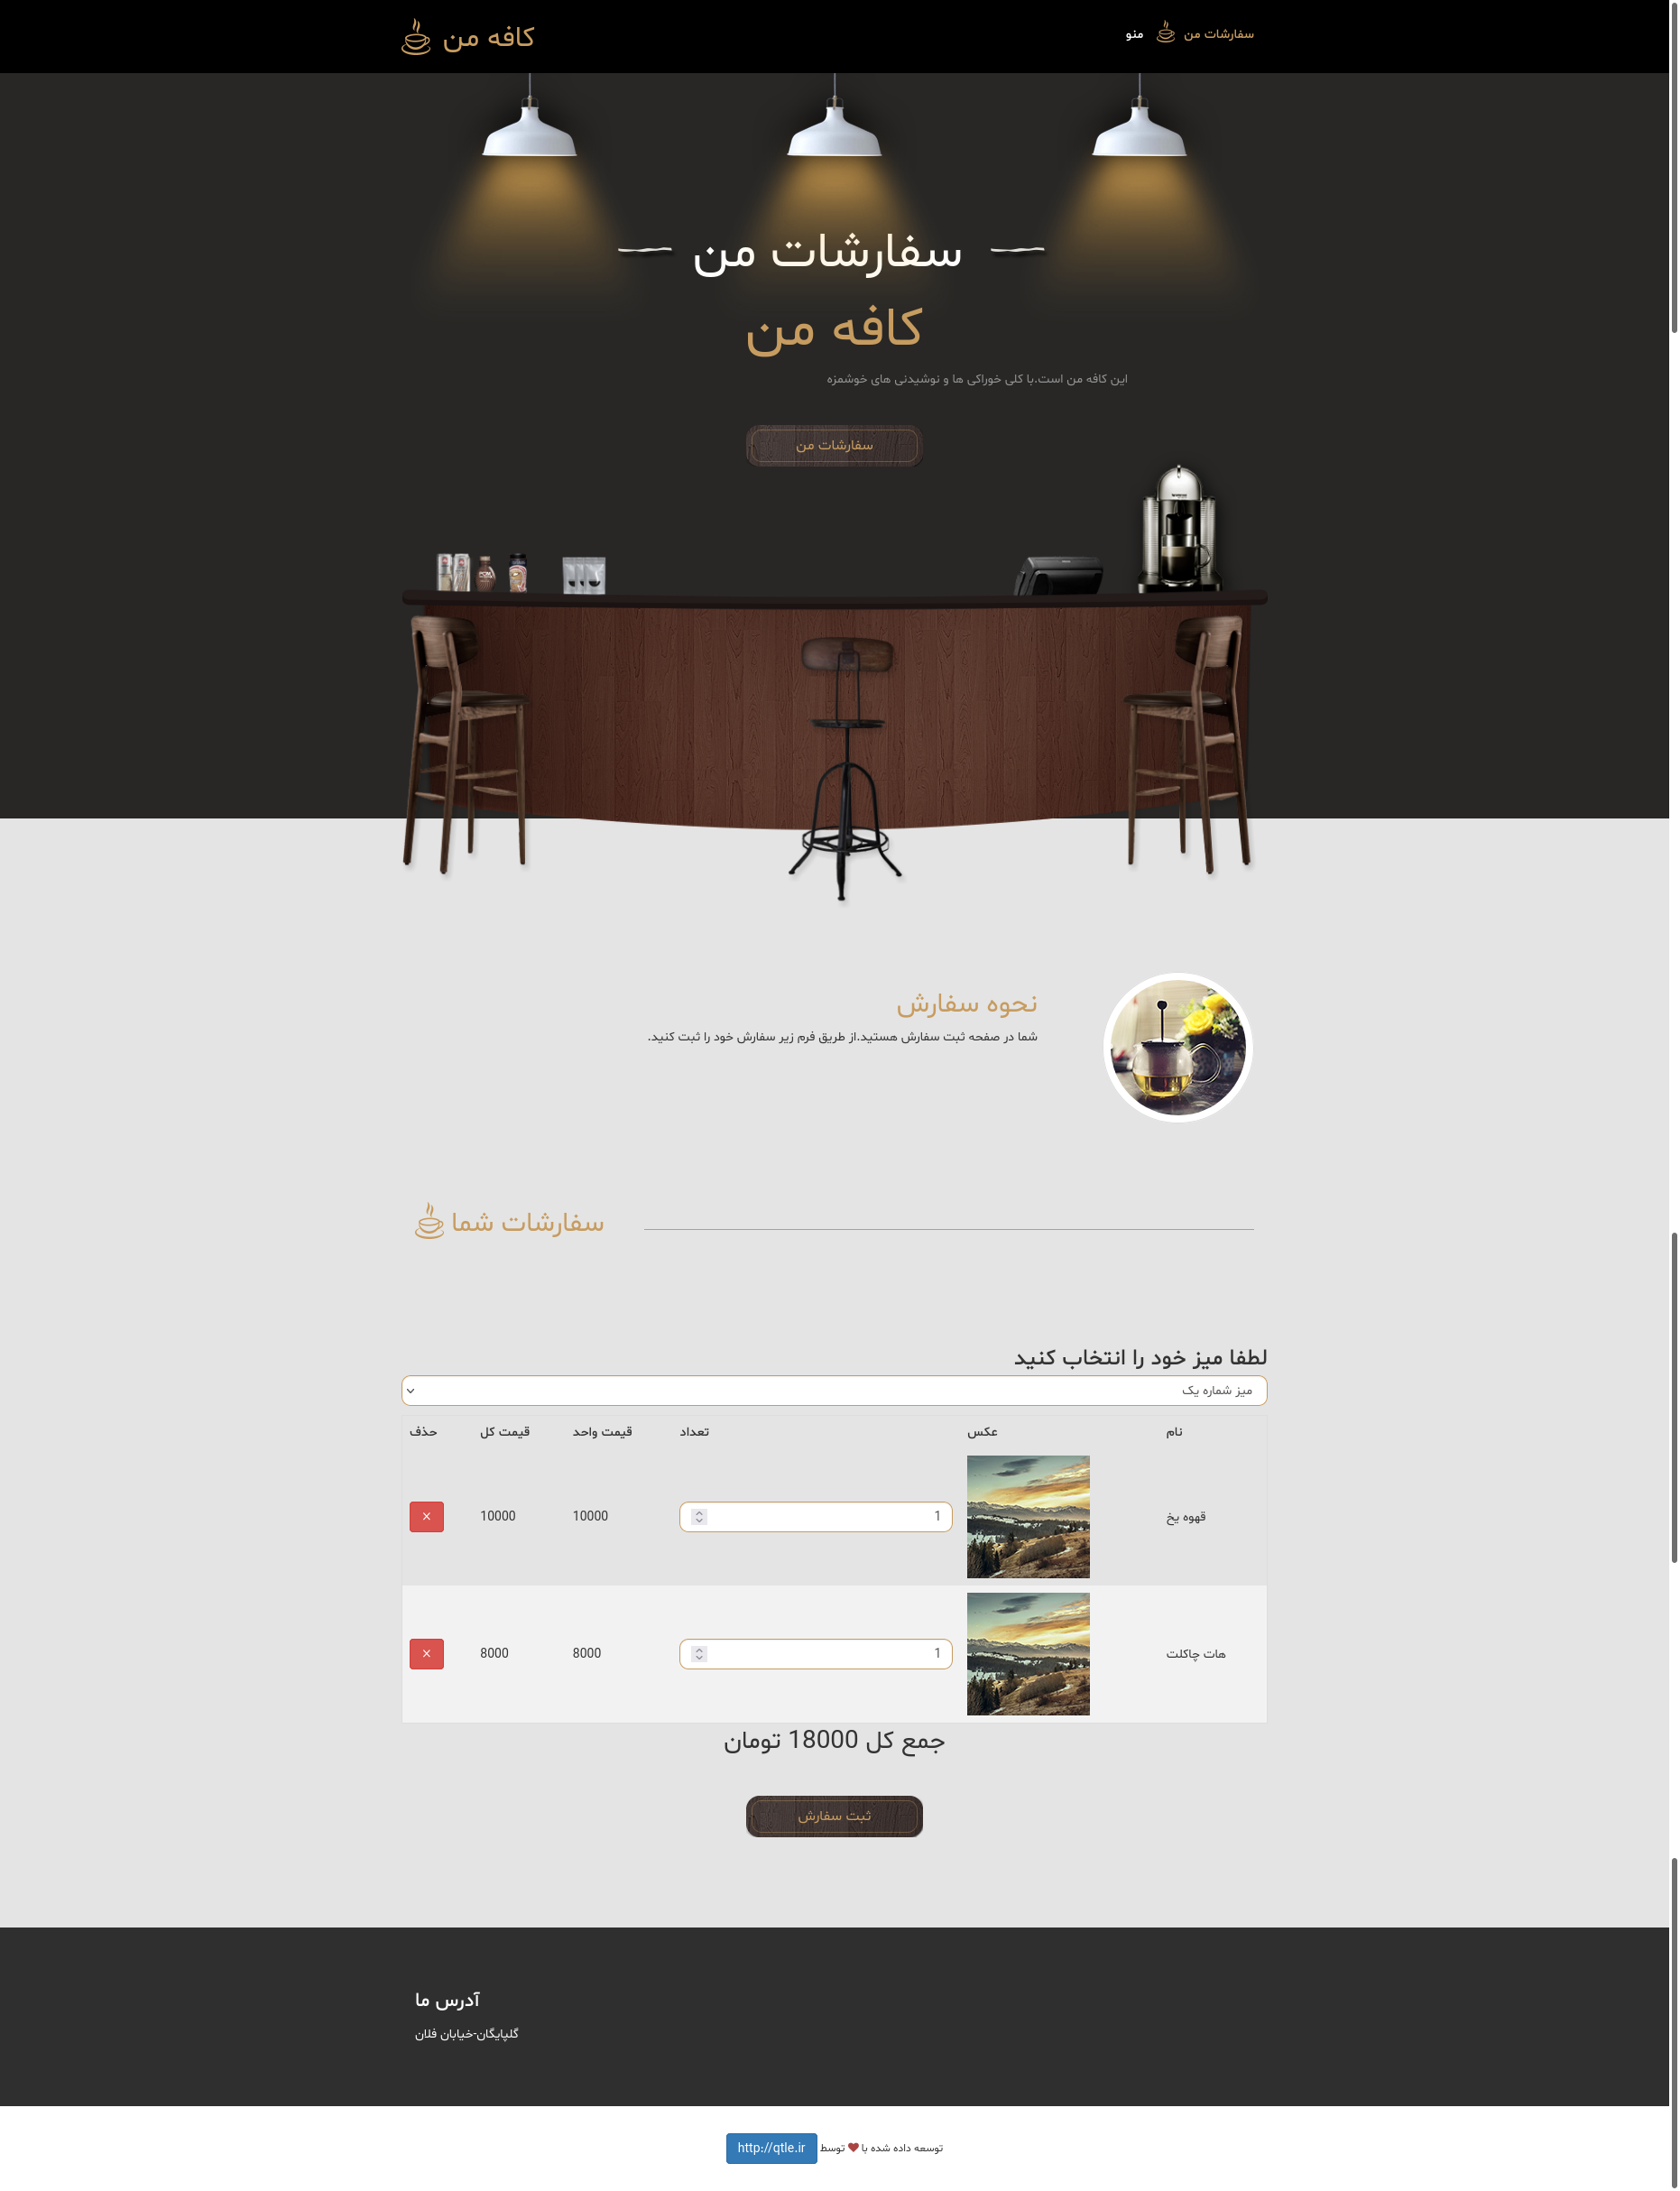 سفارشات من
منو
کافه من
سفارشات من
کافه من
این کافه من است.با کلی خوراکی ها و نوشیدنی های خوشمزه
سفارشات من
نحوه سفارش
شما در صفحه ثبت سفارش هستید.از طریق فرم زیر سفارش خود را ثبت کنید.
سفارشات شما
لطفا میز خود را انتخاب کنید
میز شماره یک
نام عکس تعداد قیمت واحد قیمت کل حذف
قهوه یخ 1 10000 10000 ×
هات چاکلت 1 8000 8000 ×
جمع کل 18000 تومان
ثبت سفارش
آدرس ما
گلپایگان-خیابان فلان
توسعه داده شده با ❤ توسط http://qtle.ir